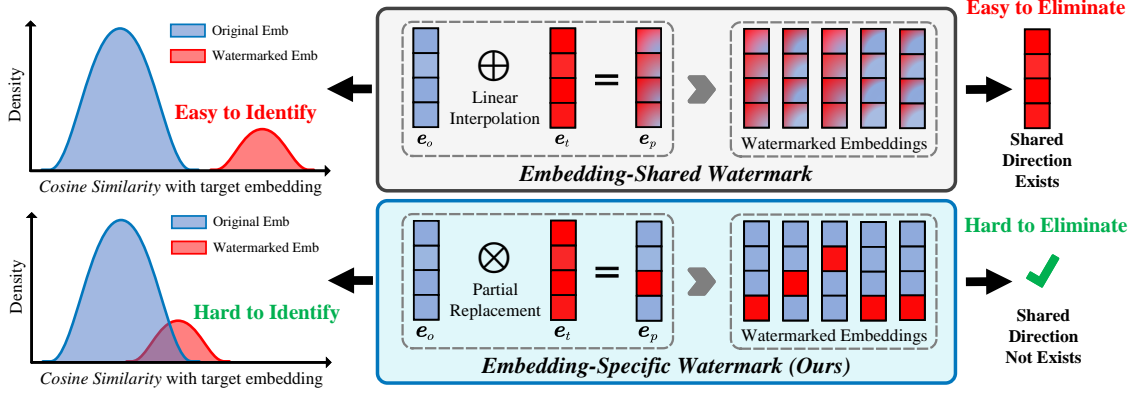 Density
Original Emb
Watermarked Emb
Easy to Identify
Cosine Similarity with target embedding
Linear
Interpolation
=
e_o
e_t
e_p
Watermarked Embeddings
Embedding-Shared Watermark
Easy to Eliminate
Shared
Direction
Exists
Density
Original Emb
Watermarked Emb
Hard to Identify
Cosine Similarity with target embedding
Partial
Replacement
=
e_o
e_t
e_p
Watermarked Embeddings
Embedding-Specific Watermark (Ours)
Hard to Eliminate
Shared
Direction
Not Exists